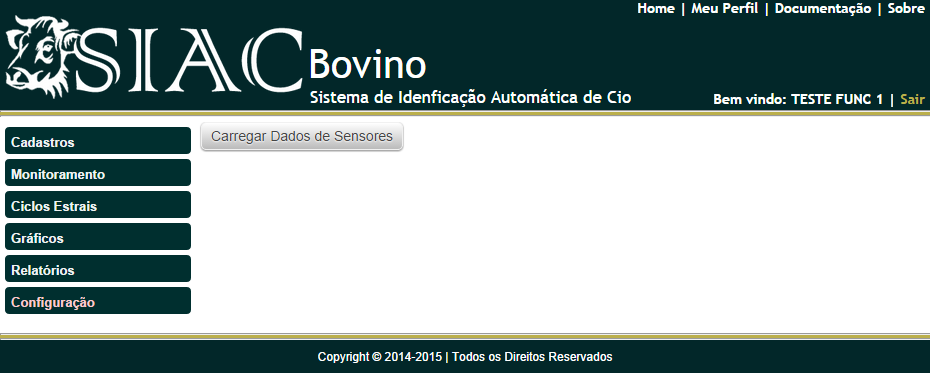 Home | Meu Perfil | Documentação | Sobre
SIAC Bovino
Sistema de Idenficação Automática de Cio
Bem vindo: TESTE FUNC 1 | Sair
Cadastros
Carregar Dados de Sensores
Monitoramento
Ciclos Estrais
Gráficos
Relatórios
Configuração
Copyright © 2014-2015 | Todos os Direitos Reservados